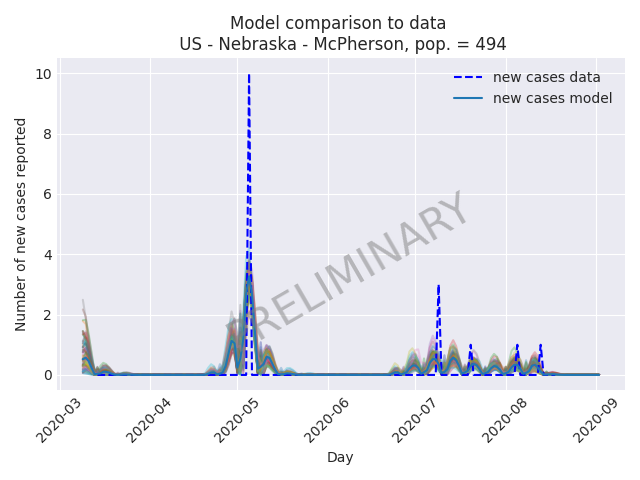 Model comparison to data
US - Nebraska - McPherson, pop. = 494
new cases data
new cases model
PRELIMINARY
Number of new cases reported
10
8
6
4
2
0
2020-03
2020-04
2020-05
2020-06
2020-07
2020-08
2020-09
Day